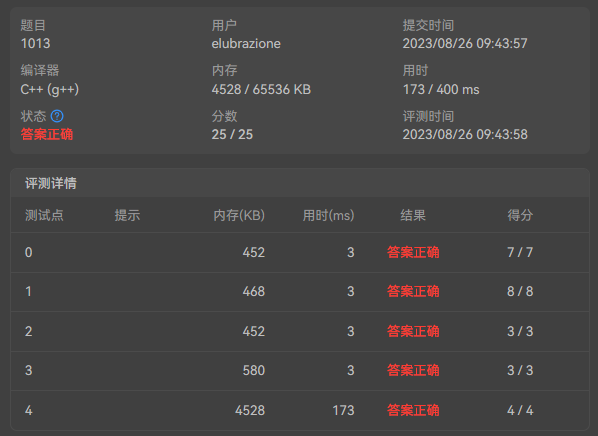 题目 用户 提交时间
1013 elubrazione 2023/08/26 09:43:57
编译器 内存 用时
C++ (g++) 4528 / 65536 KB 173 / 400 ms
状态 ? 分数 评测时间
答案正确 25 / 25 2023/08/26 09:43:58
评测详情
测试点 提示 内存(KB) 用时(ms) 结果 得分
0 452 3 答案正确 7 / 7
1 468 3 答案正确 8 / 8
2 452 3 答案正确 3 / 3
3 580 3 答案正确 3 / 3
4 4528 173 答案正确 4 / 4